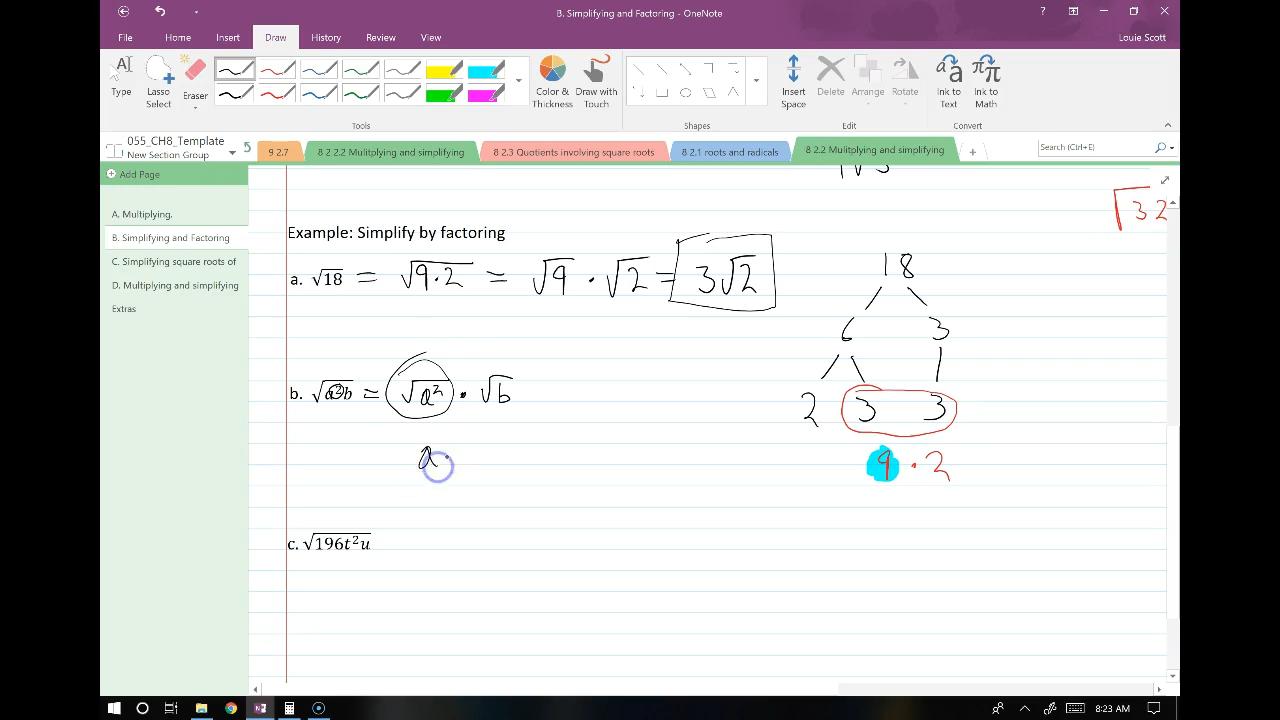 B. Simplifying and Factoring - OneNote
?
File Home Insert Draw History Review View Louie Scott
Type Lasso Select Eraser Color & Thickness Draw with Touch Insert Space Delete Arrange Rotate Ink to Text Ink to Math
Tools Shapes Edit Convert
055_CH8_Template
New Section Group
9 2.7 8 2.2.2 Mulitplying and simplifying 8 2.3 Quotients involving square roots 8 2.1 roots and radicals 8 2.2 Mulitplying and simplifying + Search (Ctrl+E)
Add Page
A. Multiplying.
B. Simplifying and Factoring
C. Simplifying square roots of
D. Multiplying and simplifying
Extras
√32
Example: Simplify by factoring
a. √18 = √9·2 = √9 · √2 = 3√2
18
6 3
2 3 3
9 · 2
b. √a²b = √a² · √b
a ·
c. √196t²u
8:23 AM